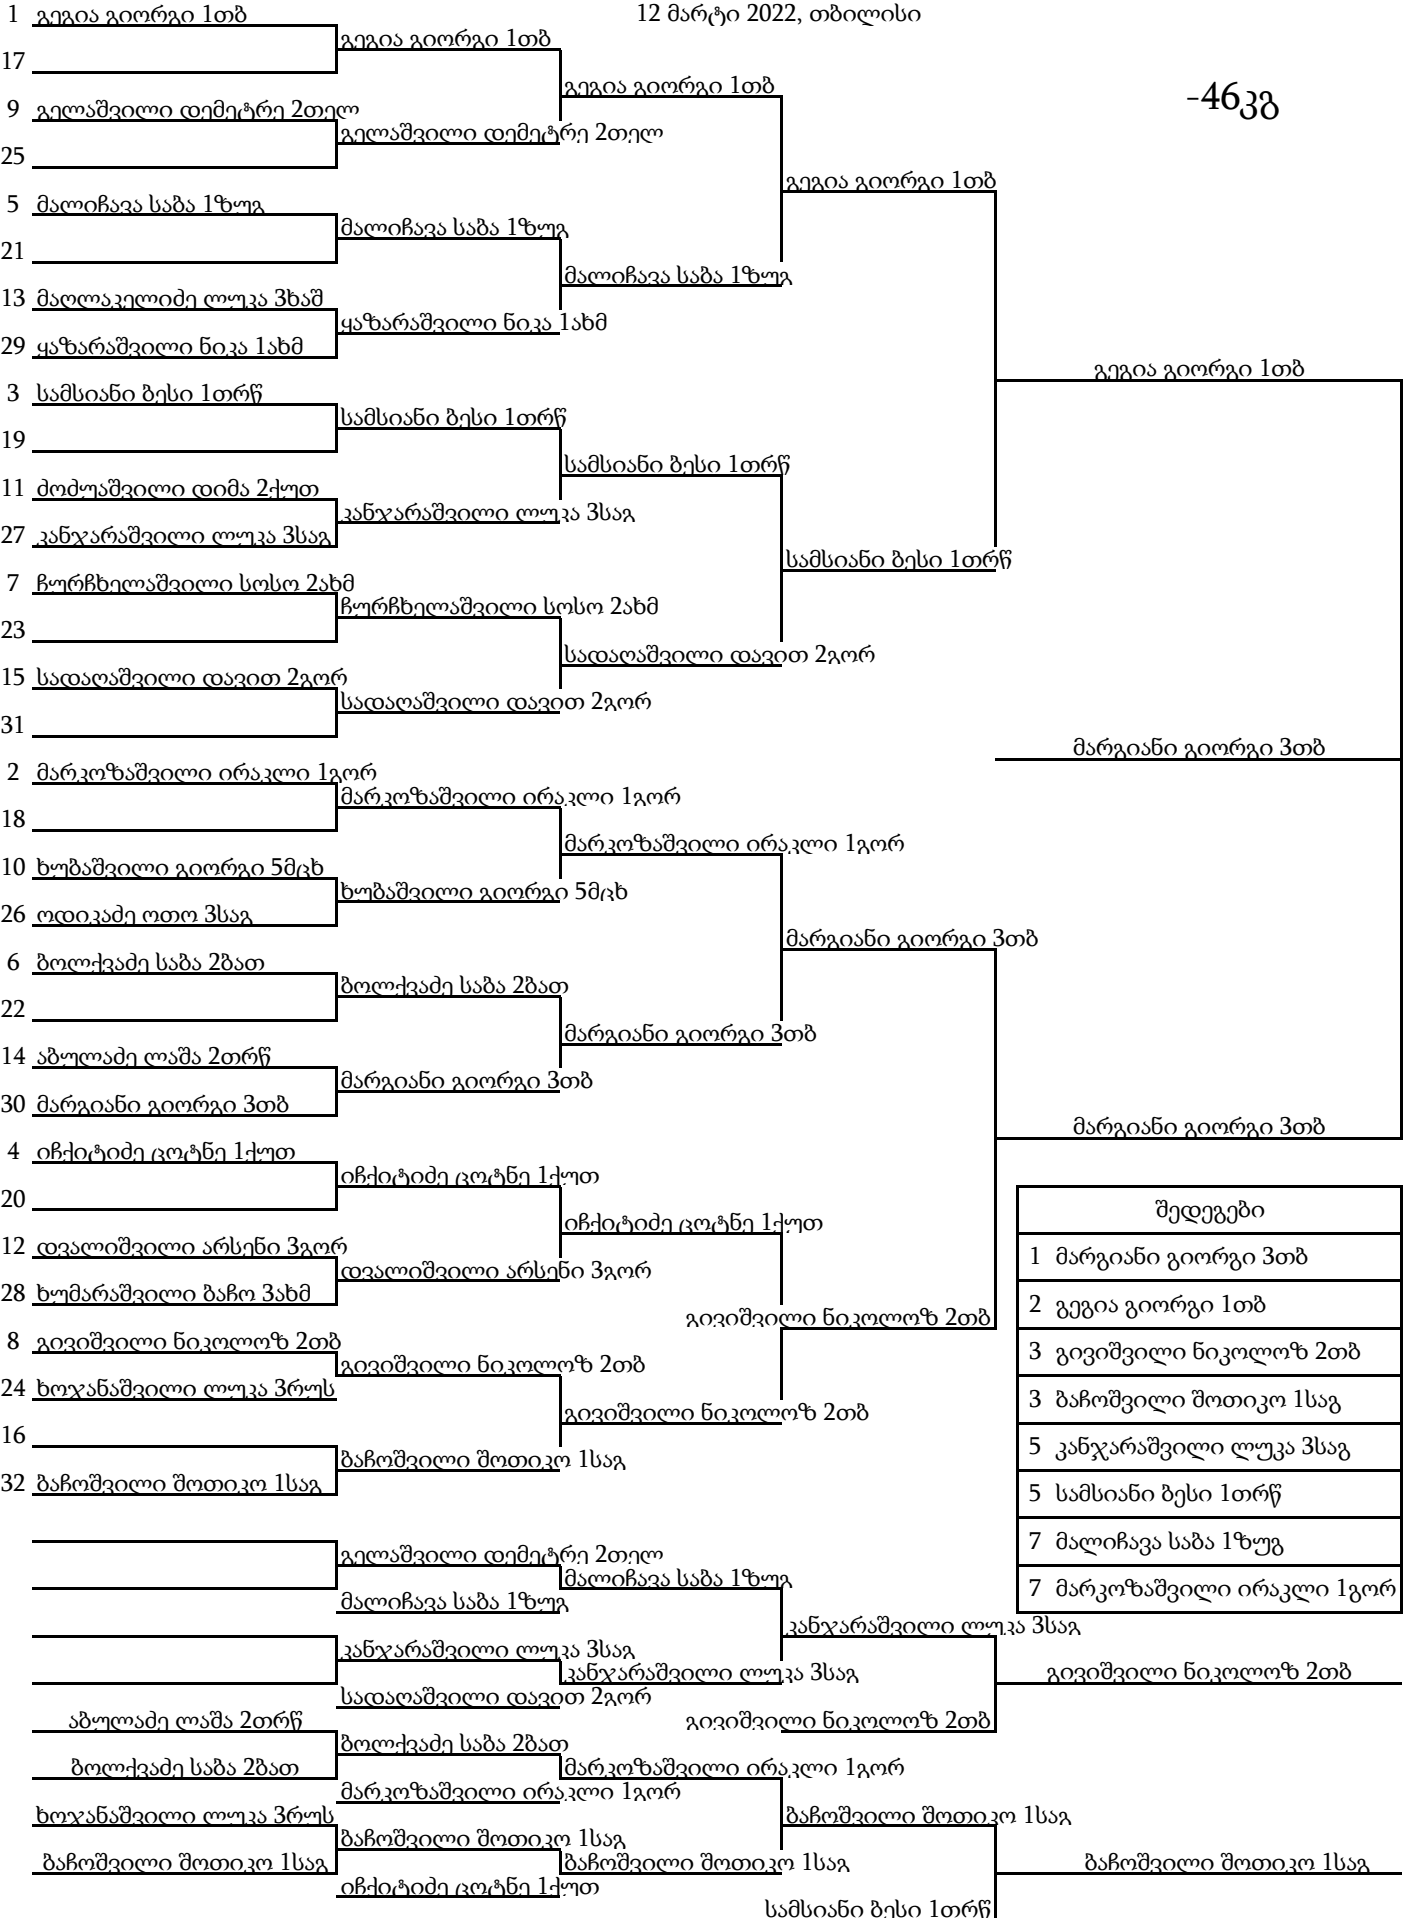 1 გეგია გიორგი 1თბ
12 მარტი 2022, თბილისი
გეგია გიორგი 1თბ
17
გეგია გიორგი 1თბ
-46კგ
9 გელაშვილი დემეტრე 2თელ
გელაშვილი დემეტრე 2თელ
25
გეგია გიორგი 1თბ
5 მალიჩავა საბა 1ზუგ
მალიჩავა საბა 1ზუგ
21
მალიჩავა საბა 1ზუგ
13 მაღლაკელიძე ლუკა 3ხაშ
ყაზარაშვილი ნიკა 1ახმ
29 ყაზარაშვილი ნიკა 1ახმ
გეგია გიორგი 1თბ
3 სამსიანი ბესი 1თრწ
სამსიანი ბესი 1თრწ
19
სამსიანი ბესი 1თრწ
11 ძოძუაშვილი დიმა 2ქუთ
კანჯარაშვილი ლუკა 3საგ
27 კანჯარაშვილი ლუკა 3საგ
სამსიანი ბესი 1თრწ
7 ჩურჩხელაშვილი სოსო 2ახმ
ჩურჩხელაშვილი სოსო 2ახმ
23
სადაღაშვილი დავით 2გორ
15 სადაღაშვილი დავით 2გორ
სადაღაშვილი დავით 2გორ
31
მარგიანი გიორგი 3თბ
2 მარკოზაშვილი ირაკლი 1გორ
მარკოზაშვილი ირაკლი 1გორ
18
მარკოზაშვილი ირაკლი 1გორ
10 ხუბაშვილი გიორგი 5მცხ
ხუბაშვილი გიორგი 5მცხ
26 ოდიკაძე ოთო 3საგ
მარგიანი გიორგი 3თბ
6 ბოლქვაძე საბა 2ბათ
ბოლქვაძე საბა 2ბათ
22
მარგიანი გიორგი 3თბ
14 აბულაძე ლაშა 2თრწ
მარგიანი გიორგი 3თბ
30 მარგიანი გიორგი 3თბ
მარგიანი გიორგი 3თბ
4 იჩქიტიძე ცოტნე 1ქუთ
იჩქიტიძე ცოტნე 1ქუთ
20
შედეგები
იჩქიტიძე ცოტნე 1ქუთ
12 დვალიშვილი არსენი 3გორ
1 მარგიანი გიორგი 3თბ
დვალიშვილი არსენი 3გორ
28 ხუმარაშვილი ბაჩო 3ახმ
2 გეგია გიორგი 1თბ
გივიშვილი ნიკოლოზ 2თბ
8 გივიშვილი ნიკოლოზ 2თბ
3 გივიშვილი ნიკოლოზ 2თბ
გივიშვილი ნიკოლოზ 2თბ
24 ხოჯანაშვილი ლუკა 3რუს
3 ბაჩოშვილი შოთიკო 1საგ
გივიშვილი ნიკოლოზ 2თბ
16
5 კანჯარაშვილი ლუკა 3საგ
ბაჩოშვილი შოთიკო 1საგ
32 ბაჩოშვილი შოთიკო 1საგ
5 სამსიანი ბესი 1თრწ
7 მალიჩავა საბა 1ზუგ
გელაშვილი დემეტრე 2თელ
მალიჩავა საბა 1ზუგ
7 მარკოზაშვილი ირაკლი 1გორ
მალიჩავა საბა 1ზუგ
კანჯარაშვილი ლუკა 3საგ
კანჯარაშვილი ლუკა 3საგ
კანჯარაშვილი ლუკა 3საგ
გივიშვილი ნიკოლოზ 2თბ
სადაღაშვილი დავით 2გორ
აბულაძე ლაშა 2თრწ
გივიშვილი ნიკოლოზ 2თბ
ბოლქვაძე საბა 2ბათ
ბოლქვაძე საბა 2ბათ
მარკოზაშვილი ირაკლი 1გორ
მარკოზაშვილი ირაკლი 1გორ
ხოჯანაშვილი ლუკა 3რუს
ბაჩოშვილი შოთიკო 1საგ
ბაჩოშვილი შოთიკო 1საგ
ბაჩოშვილი შოთიკო 1საგ
ბაჩოშვილი შოთიკო 1საგ
ბაჩოშვილი შოთიკო 1საგ
იჩქიტიძე ცოტნე 1ქუთ
სამსიანი ბესი 1თრწ